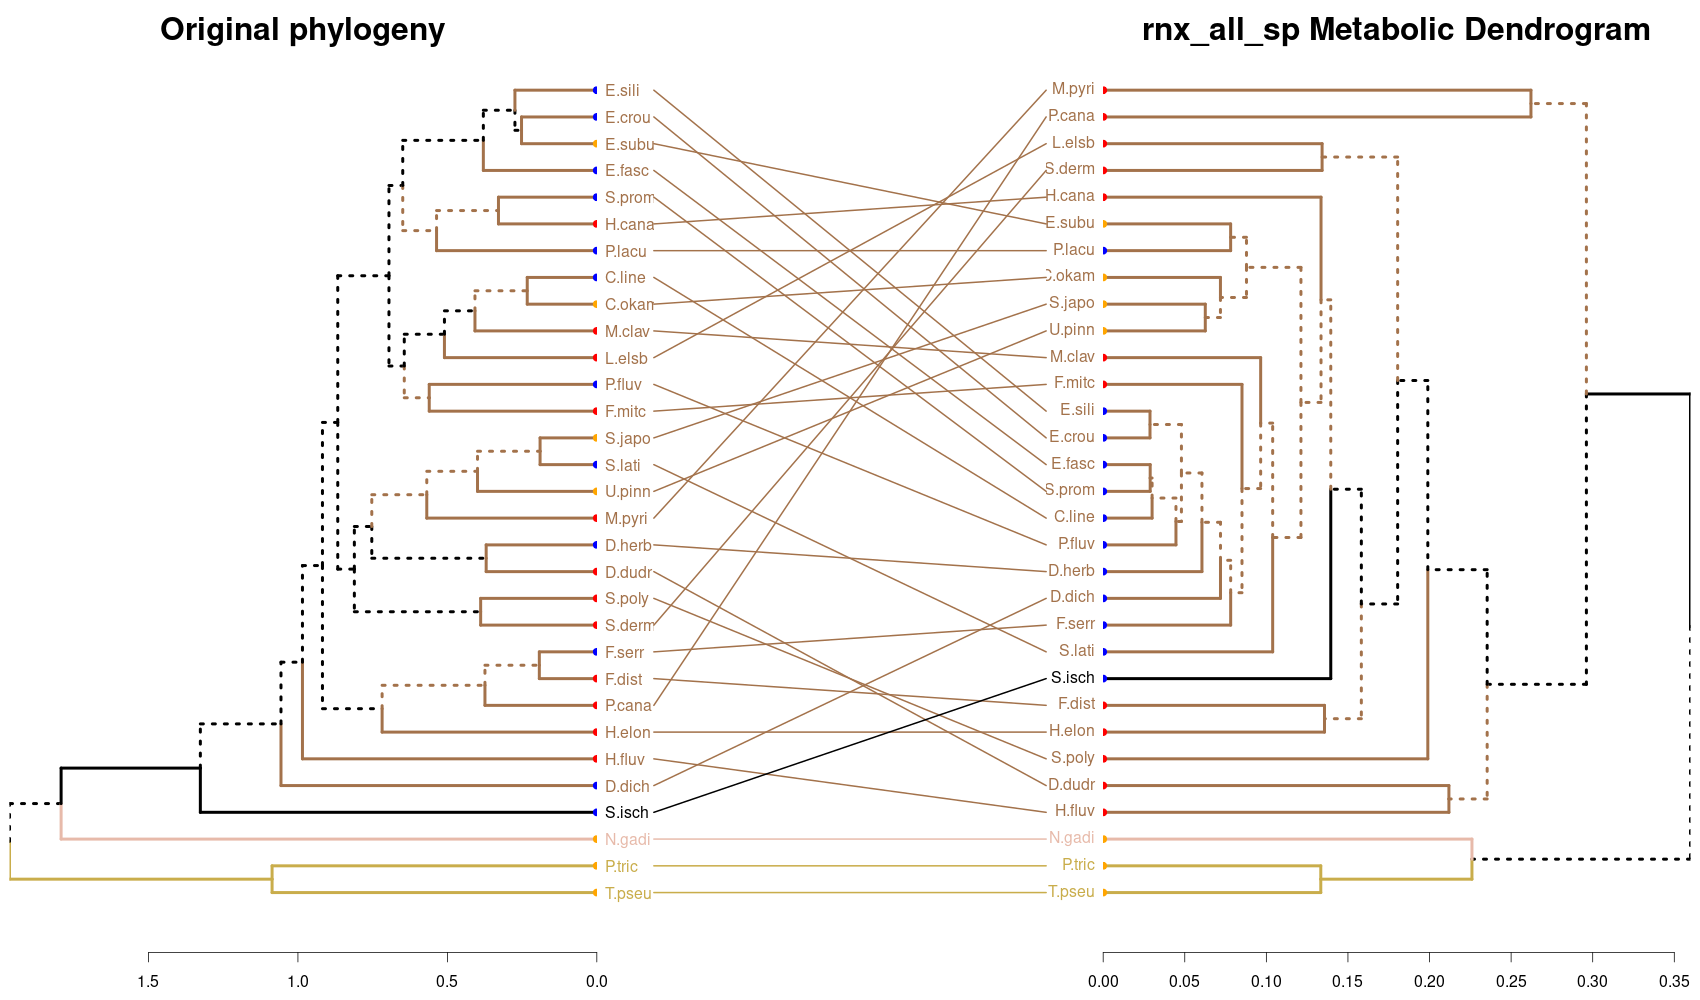 Original phylogeny
rnx_all_sp Metabolic Dendrogram
E.sili
E.crou
E.subu
E.fasc
S.prom
H.cana
P.lacu
C.line
C.okam
M.clav
L.elsb
P.fluv
F.mitc
S.japo
S.lati
U.pinn
M.pyri
D.herb
D.dudr
S.poly
S.derm
F.serr
F.dist
P.cana
H.elon
H.fluv
D.dich
S.isch
N.gadi
P.tric
T.pseu
M.pyri
P.cana
L.elsb
S.derm
H.cana
E.subu
P.lacu
C.okam
S.japo
U.pinn
M.clav
F.mitc
E.sili
E.crou
E.fasc
S.prom
C.line
P.fluv
D.herb
D.dich
F.serr
S.lati
S.isch
F.dist
H.elon
S.poly
D.dudr
H.fluv
N.gadi
P.tric
T.pseu
1.5 1.0 0.5 0.0
0.00 0.05 0.10 0.15 0.20 0.25 0.30 0.35